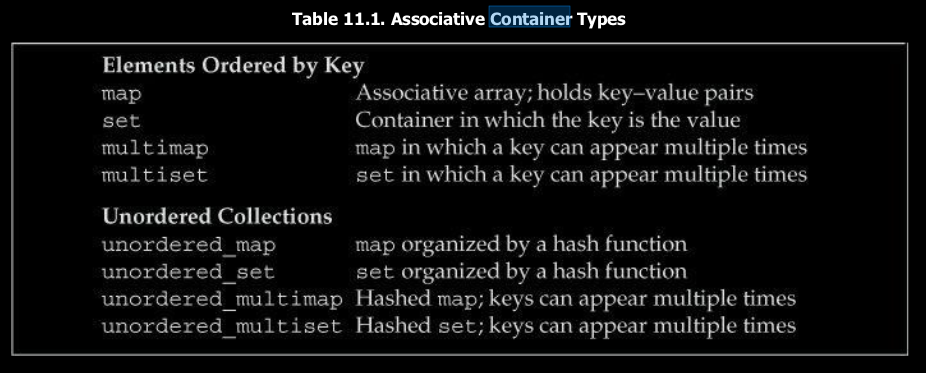 Table 11.1. Associative Container Types
Elements Ordered by Key
map Associative array; holds key–value pairs
set Container in which the key is the value
multimap map in which a key can appear multiple times
multiset set in which a key can appear multiple times
Unordered Collections
unordered_map map organized by a hash function
unordered_set set organized by a hash function
unordered_multimap Hashed map; keys can appear multiple times
unordered_multiset Hashed set; keys can appear multiple times